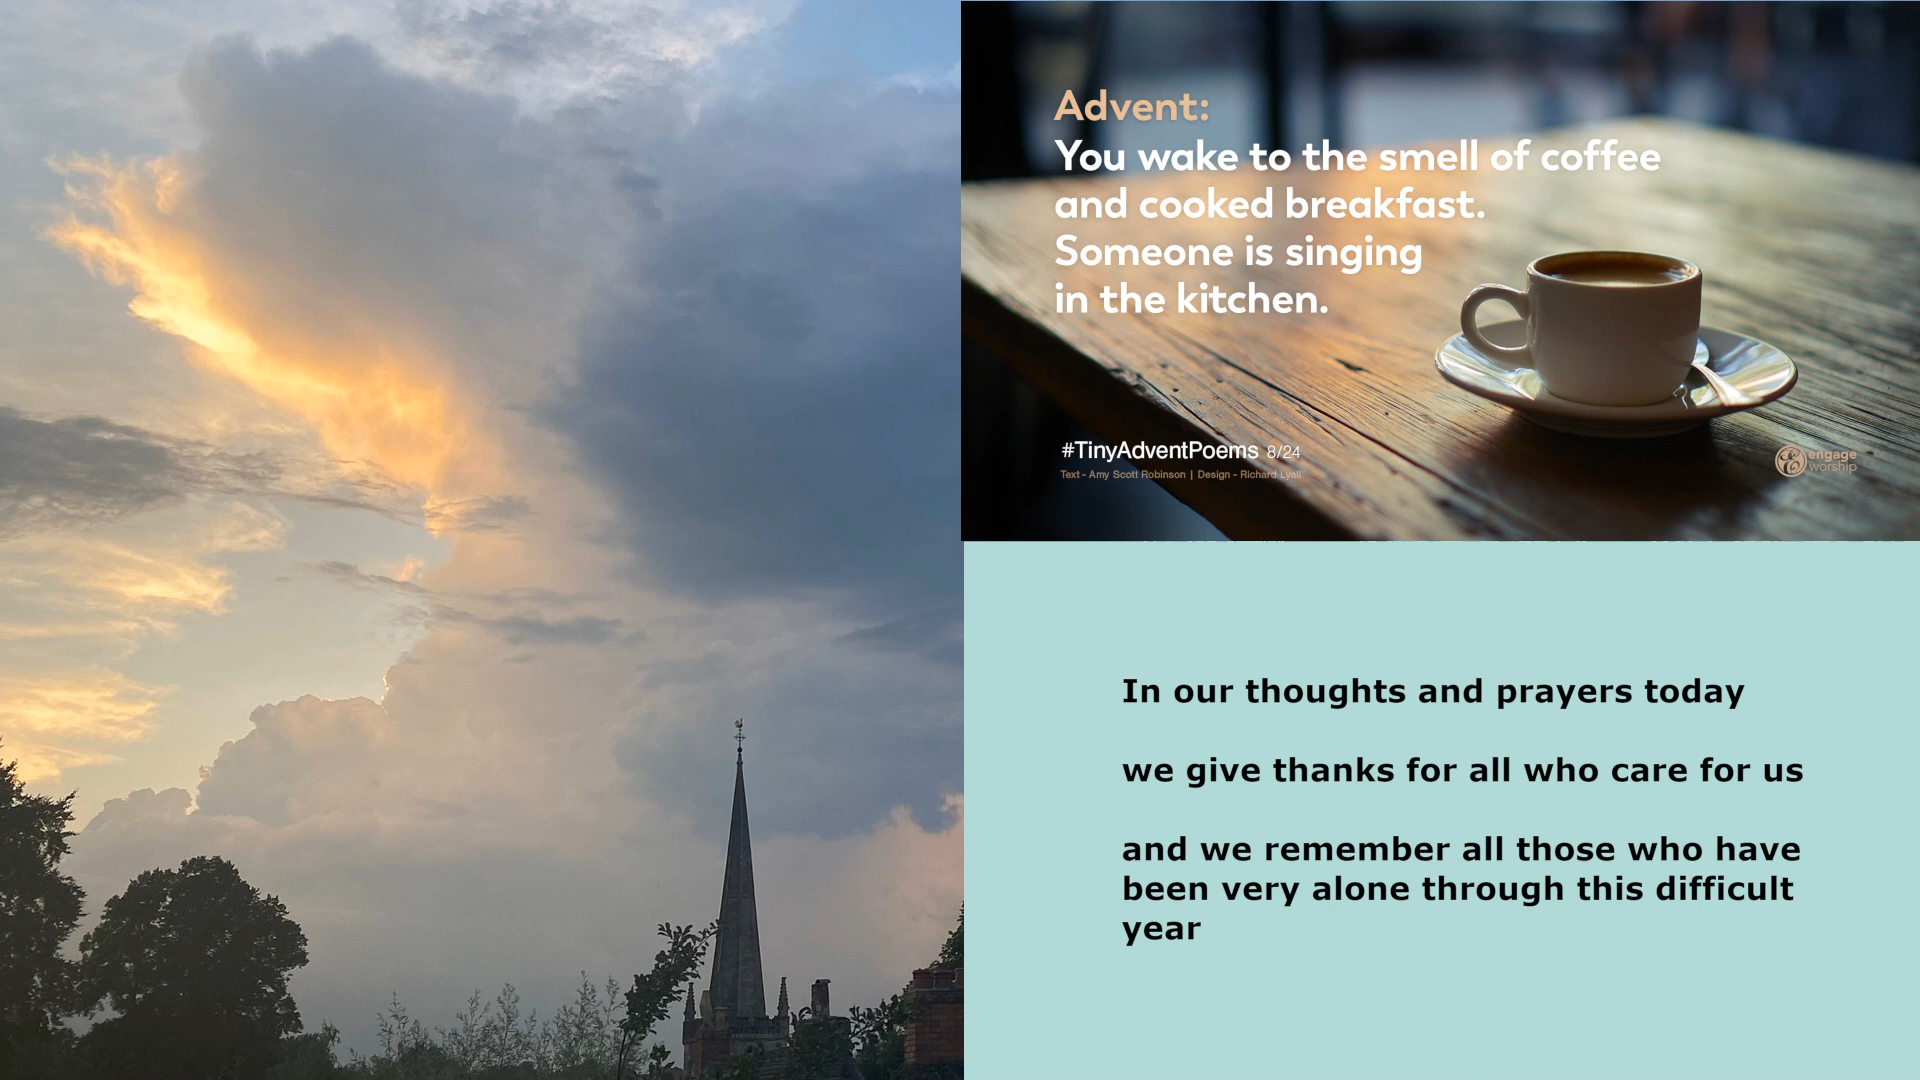 Advent:
You wake to the smell of coffee
and cooked breakfast.
Someone is singing
in the kitchen.
#TinyAdventPoems 8/24
Text - Amy Scott Robinson | Design - Richard Lyall
engage
worship
In our thoughts and prayers today
we give thanks for all who care for us
and we remember all those who have
been very alone through this difficult
year